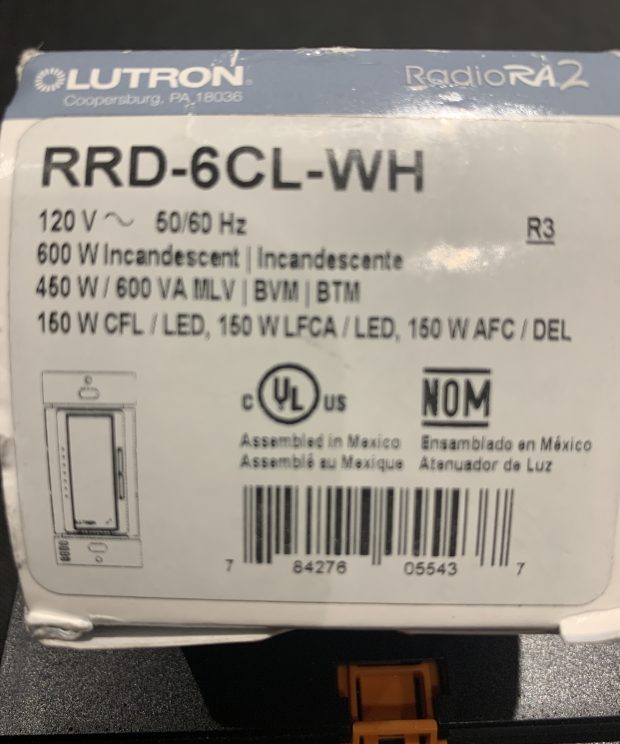 LUTRON
Coopersburg, PA 18036
RadioRA2
RRD-6CL-WH
120 V ~ 50/60 Hz
R3
600 W Incandescent | Incandescente
450 W / 600 VA MLV | BVM | BTM
150 W CFL / LED, 150 W LFCA / LED, 150 W AFC / DEL
C UL US
NOM
Assembled in Mexico
Assemblé au Mexique
Ensamblado en México
Atenuador de Luz
7 84276 05543 7